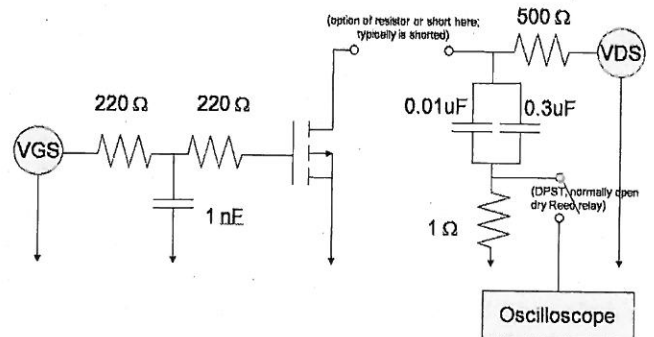 (option of resistor or short here;
typically is shorted)
500 Ω
VDS
220 Ω
220 Ω
0.01uF
0.3uF
VGS
1 nF
(DPST, normally open
dry Reed relay)
1 Ω
Oscilloscope